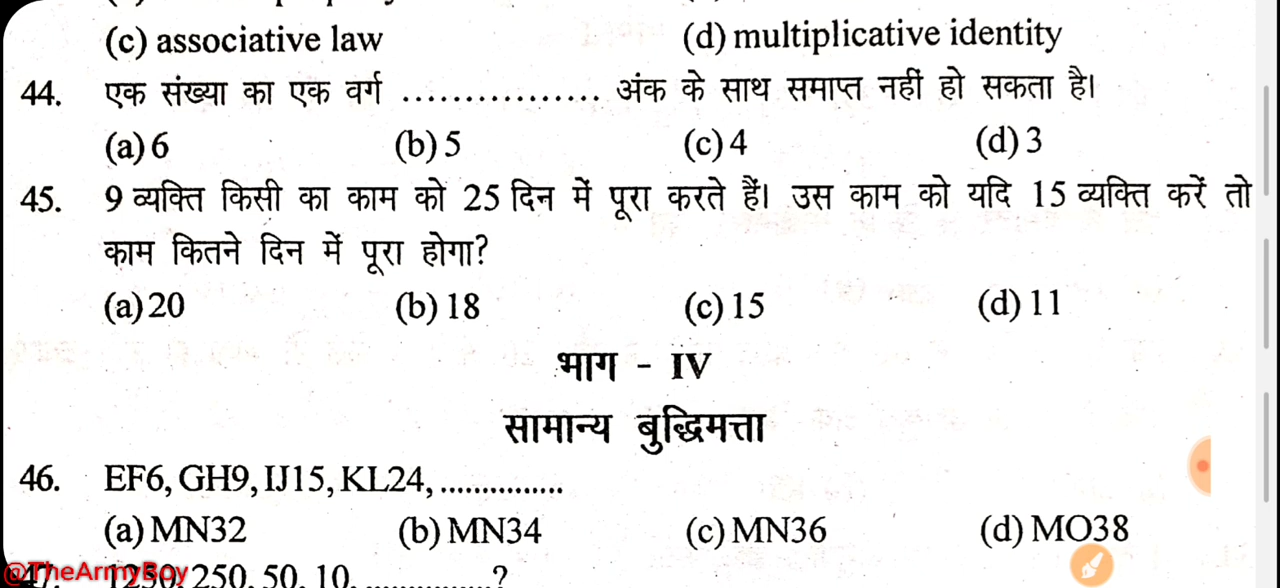 (c) associative law (d) multiplicative identity
44. एक संख्या का एक वर्ग ................ अंक के साथ समाप्त नहीं हो सकता है।
(a) 6 (b) 5 (c) 4 (d) 3
45. 9 व्यक्ति किसी का काम को 25 दिन में पूरा करते हैं। उस काम को यदि 15 व्यक्ति करें तो
काम कितने दिन में पूरा होगा?
(a) 20 (b) 18 (c) 15 (d) 11
भाग - IV
सामान्य बुद्धिमत्ता
46. EF6, GH9, IJ15, KL24, ...............
(a) MN32 (b) MN34 (c) MN36 (d) MO38
@TheArmyBoy 250, 50, 10, ...............?